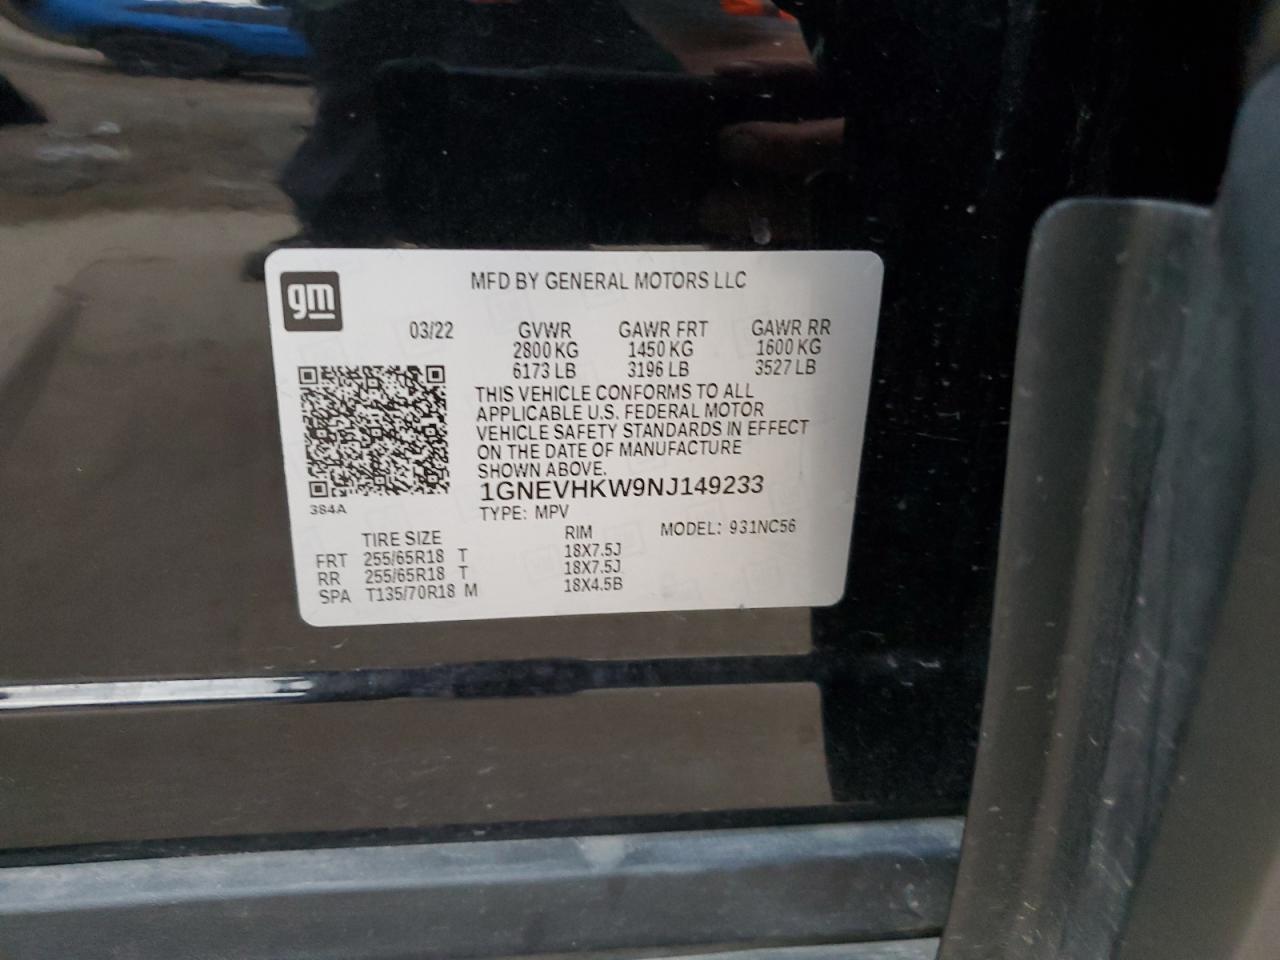 gm
MFD BY GENERAL MOTORS LLC
03/22 GVWR GAWR FRT GAWR RR
2800 KG 1450 KG 1600 KG
6173 LB 3196 LB 3527 LB
THIS VEHICLE CONFORMS TO ALL
APPLICABLE U.S. FEDERAL MOTOR
VEHICLE SAFETY STANDARDS IN EFFECT
ON THE DATE OF MANUFACTURE
SHOWN ABOVE.
1GNEVHKW9NJ149233
384A
TYPE: MPV
TIRE SIZE RIM MODEL: 931NC56
FRT 255/65R18 T 18X7.5J
RR 255/65R18 T 18X7.5J
SPA T135/70R18 M 18X4.5B